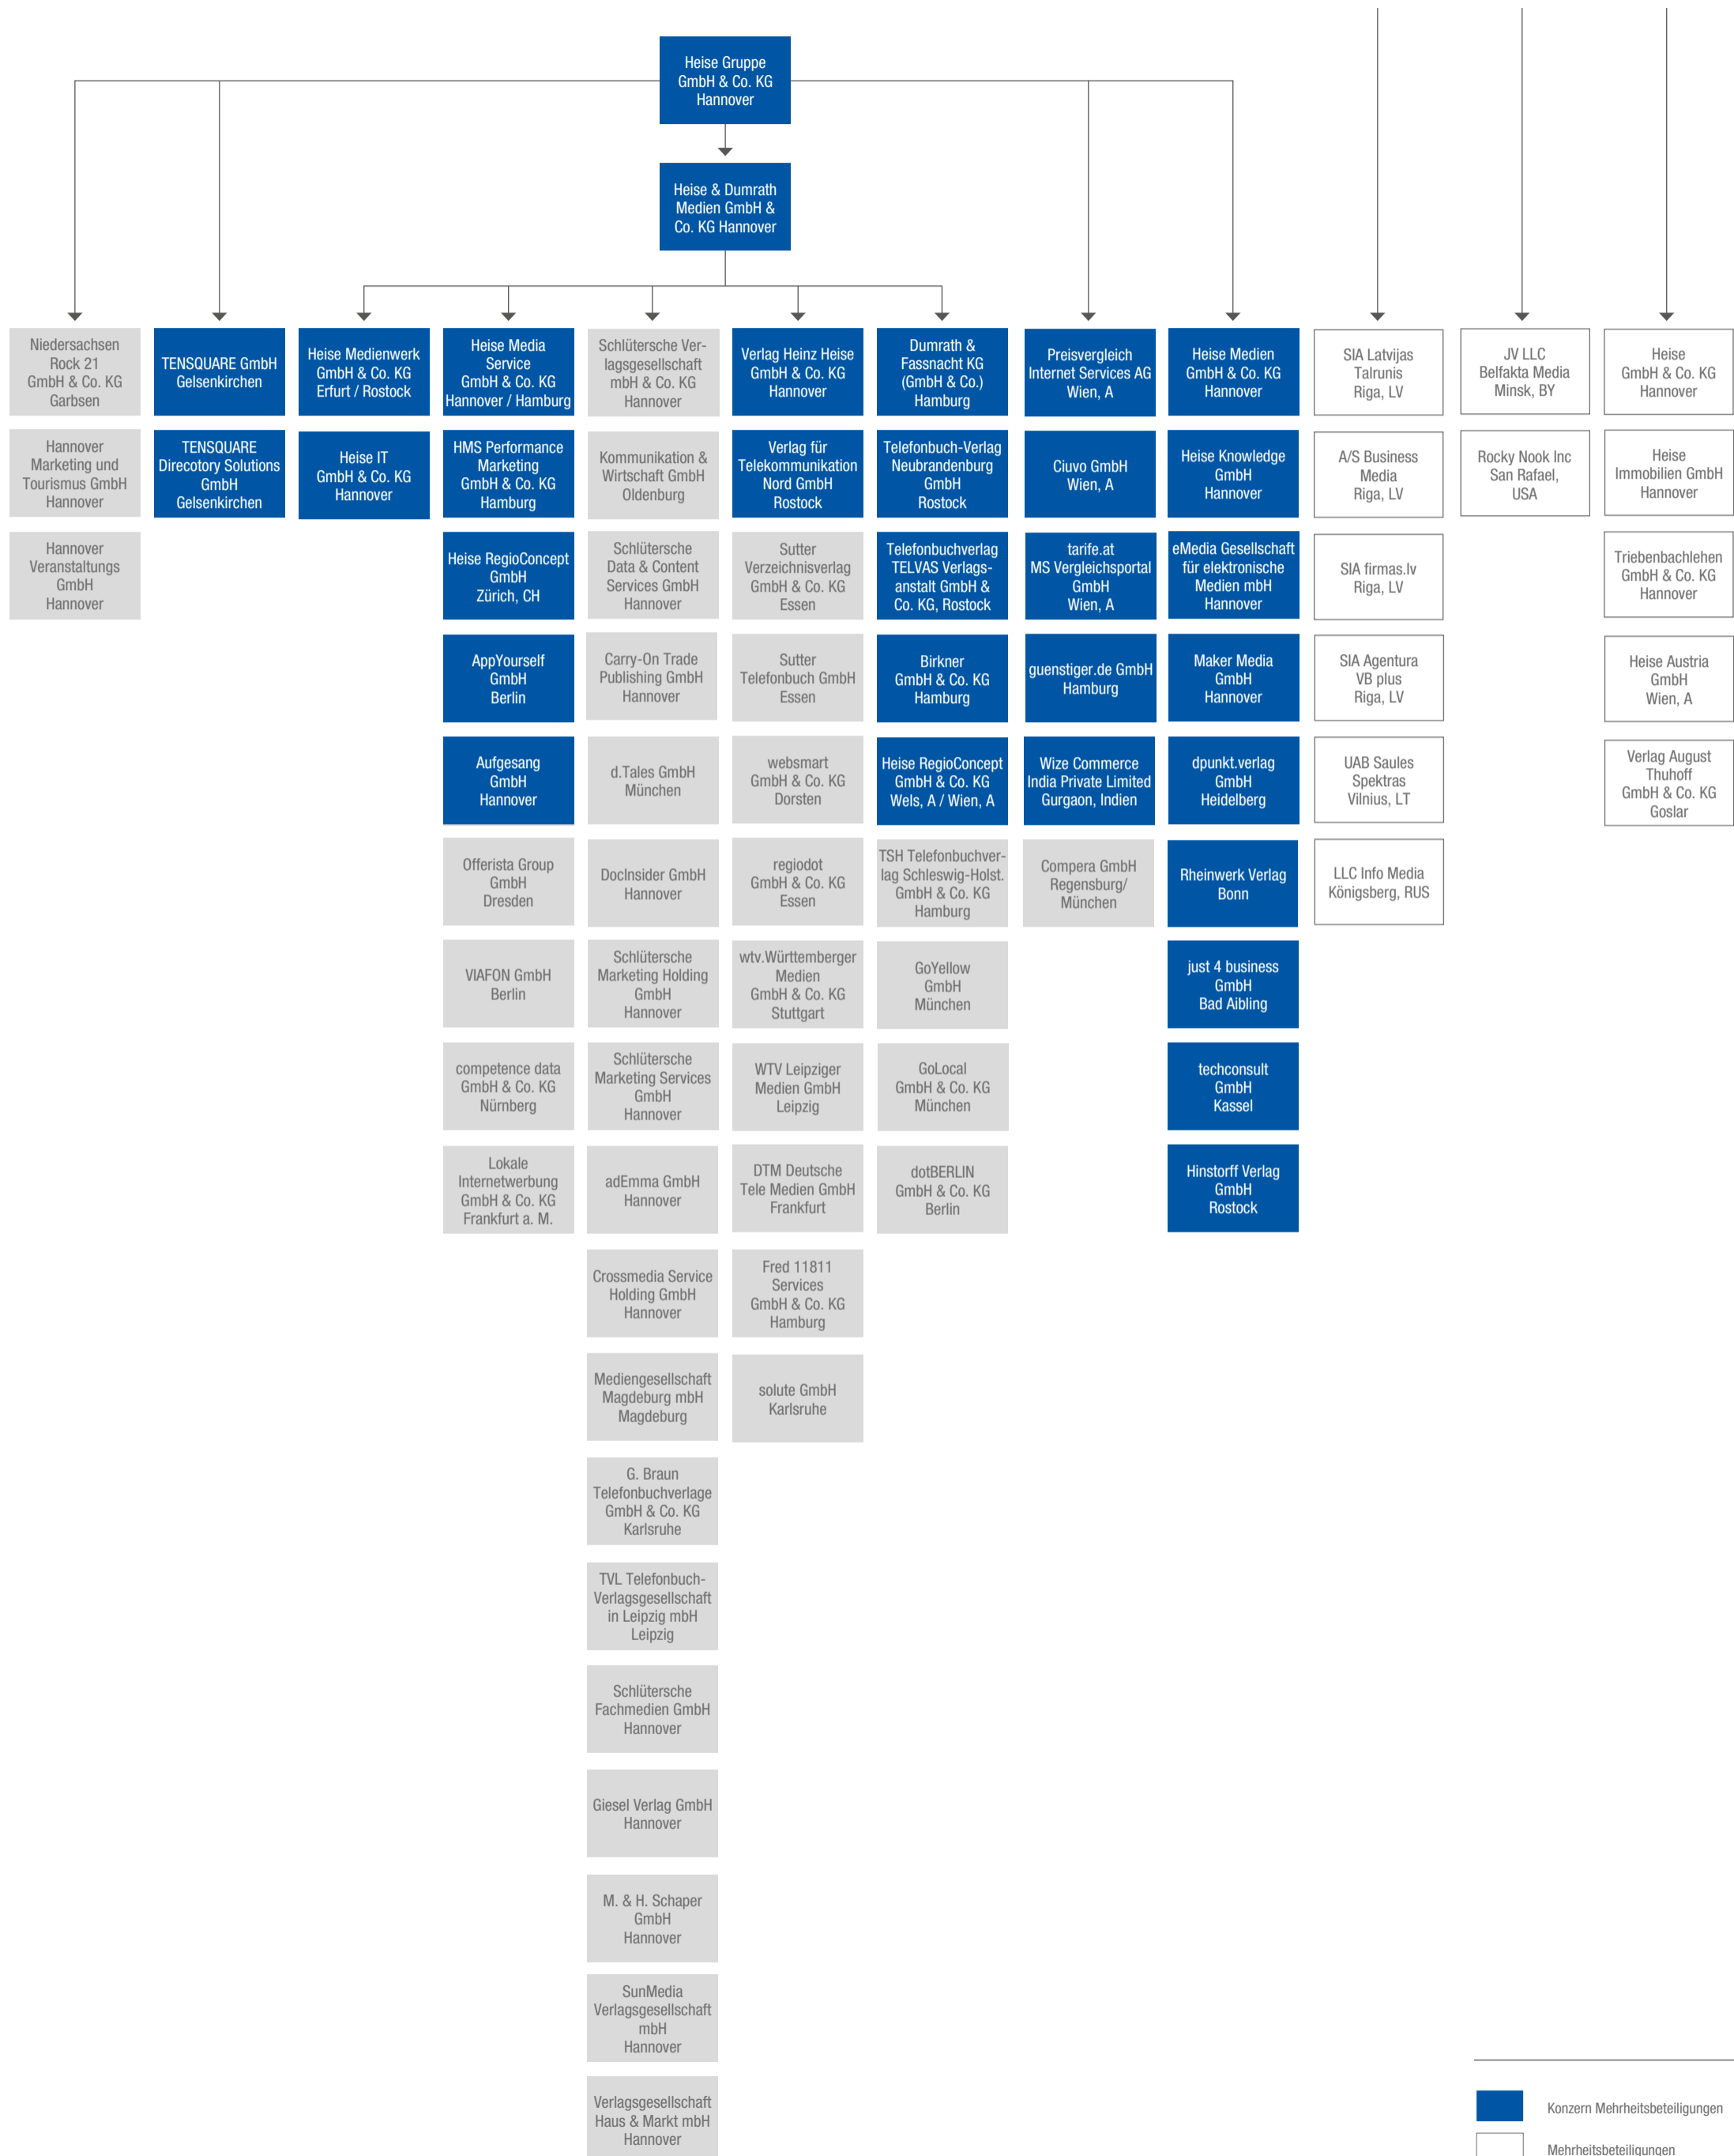 Heise Gruppe
GmbH & Co. KG
Hannover
Heise & Dumrath
Medien GmbH &
Co. KG Hannover
Niedersachsen
Rock 21
GmbH & Co. KG
Garbsen
Hannover
Marketing und
Tourismus GmbH
Hannover
Hannover
Veranstaltungs
GmbH
Hannover
TENSQUARE GmbH
Gelsenkirchen
TENSQUARE
Direcotory Solutions
GmbH
Gelsenkirchen
Heise Medienwerk
GmbH & Co. KG
Erfurt / Rostock
Heise IT
GmbH & Co. KG
Hannover
Heise Media
Service
GmbH & Co. KG
Hannover / Hamburg
HMS Performance
Marketing
GmbH & Co. KG
Hamburg
Heise RegioConcept
GmbH
Zürich, CH
AppYourself
GmbH
Berlin
Aufgesang
GmbH
Hannover
Offerista Group
GmbH
Dresden
VIAFON GmbH
Berlin
competence data
GmbH & Co. KG
Nürnberg
Lokale
Internetwerbung
GmbH & Co. KG
Frankfurt a. M.
Schlütersche Ver-
lagsgesellschaft
mbH & Co. KG
Hannover
Kommunikation &
Wirtschaft GmbH
Oldenburg
Schlütersche
Data & Content
Services GmbH
Hannover
Carry-On Trade
Publishing GmbH
Hannover
d.Tales GmbH
München
DocInsider GmbH
Hannover
Schlütersche
Marketing Holding
GmbH
Hannover
Schlütersche
Marketing Services
GmbH
Hannover
adEmma GmbH
Hannover
Crossmedia Service
Holding GmbH
Hannover
Mediengesellschaft
Magdeburg mbH
Magdeburg
G. Braun
Telefonbuchverlage
GmbH & Co. KG
Karlsruhe
TVL Telefonbuch-
Verlagsgesellschaft
in Leipzig mbH
Leipzig
Schlütersche
Fachmedien GmbH
Hannover
Giesel Verlag GmbH
Hannover
M. & H. Schaper
GmbH
Hannover
SunMedia
Verlagsgesellschaft
mbH
Hannover
Verlagsgesellschaft
Haus & Markt mbH
Hannover
Verlag Heinz Heise
GmbH & Co. KG
Hannover
Verlag für
Telekommunikation
Nord GmbH
Rostock
Sutter
Verzeichnisverlag
GmbH & Co. KG
Essen
Sutter
Telefonbuch GmbH
Essen
websmart
GmbH & Co. KG
Dorsten
regiodot
GmbH & Co. KG
Essen
wtv.Württemberger
Medien
GmbH & Co. KG
Stuttgart
WTV Leipziger
Medien GmbH
Leipzig
DTM Deutsche
Tele Medien GmbH
Frankfurt
Fred 11811
Services
GmbH & Co. KG
Hamburg
solute GmbH
Karlsruhe
Dumrath &
Fassnacht KG
(GmbH & Co.)
Hamburg
Telefonbuch-Verlag
Neubrandenburg
GmbH
Rostock
Telefonbuchverlag
TELVAS Verlags-
anstalt GmbH &
Co. KG, Rostock
Birkner
GmbH & Co. KG
Hamburg
Heise RegioConcept
GmbH & Co. KG
Wels, A / Wien, A
TSH Telefonbuchver-
lag Schleswig-Holst.
GmbH & Co. KG
Hamburg
GoYellow
GmbH
München
GoLocal
GmbH & Co. KG
München
dotBERLIN
GmbH & Co. KG
Berlin
Preisvergleich
Internet Services AG
Wien, A
Ciuvo GmbH
Wien, A
tarife.at
MS Vergleichsportal
GmbH
Wien, A
guenstiger.de GmbH
Hamburg
Wize Commerce
India Private Limited
Gurgaon, Indien
Compera GmbH
Regensburg/
München
Heise Medien
GmbH & Co. KG
Hannover
Heise Knowledge
GmbH
Hannover
eMedia Gesellschaft
für elektronische
Medien mbH
Hannover
Maker Media
GmbH
Hannover
dpunkt.verlag
GmbH
Heidelberg
Rheinwerk Verlag
Bonn
just 4 business
GmbH
Bad Aibling
techconsult
GmbH
Kassel
Hinstorff Verlag
GmbH
Rostock
SIA Latvijas
Talrunis
Riga, LV
A/S Business
Media
Riga, LV
SIA firmas.lv
Riga, LV
SIA Agentura
VB plus
Riga, LV
UAB Saules
Spektras
Vilnius, LT
LLC Info Media
Königsberg, RUS
JV LLC
Belfakta Media
Minsk, BY
Rocky Nook Inc
San Rafael,
USA
Heise
GmbH & Co. KG
Hannover
Heise
Immobilien GmbH
Hannover
Triebenbachlehen
GmbH & Co. KG
Hannover
Heise Austria
GmbH
Wien, A
Verlag August
Thuhoff
GmbH & Co. KG
Goslar
Konzern Mehrheitsbeteiligungen
Mehrheitsbeteiligungen